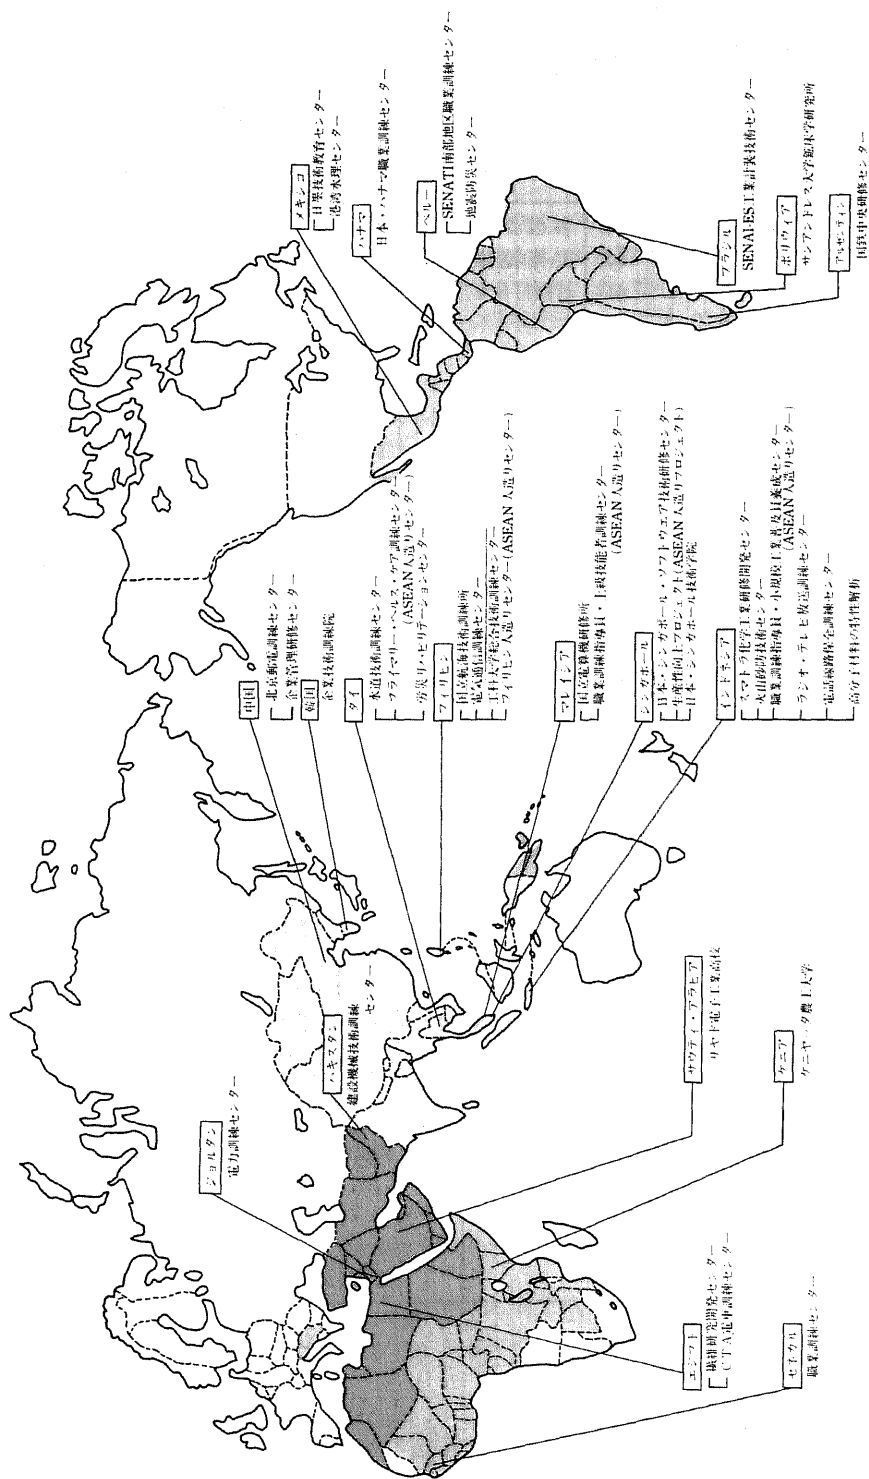 メキシコ
日墨技術教育センター
港湾水理センター
パナマ
日本・パナマ職業訓練センター
ペルー
SENATI南部地区職業訓練センター
地震防災センター
ブラジル
SENAI-ES工業計装技術センター
ボリヴィア
サンアンドレス大学鉱床学研究所
アルゼンティン
国鉄中央研修センター
中国
北京郵電訓練センター
企業管理研修センター
韓国
企業技術訓練院
タイ
水道技術訓練センター
プライマリー・ヘルス・ケア訓練センター
(ASEAN人造りセンター)
労災リハビリテーションセンター
フィリピン
国立航海技術訓練所
電気通信訓練センター
工科大学総合技術訓練センター
フィリピン人造りセンター(ASEAN人造りセンター)
マレイシア
国立電算機研修所
職業訓練指導員・上級技能者訓練センター
(ASEAN人造りセンター)
シンガポール
日本・シンガポール・ソフトウェア技術研修センター
生産性向上プロジェクト(ASEAN人造りプロジェクト)
日本・シンガポール技術学院
インドネシア
スマトラ化学工業研修開発センター
火山砂防技術センター
職業訓練指導員・小規模工業普及員養成センター
(ASEAN人造りセンター)
ラジオ・テレビ放送訓練センター
電話線路保全訓練センター
高分子材料の特性解析
ジョルダン
電力訓練センター
パキスタン
建設機械技術訓練
センター
サウディ・アラビア
リヤド電子工業高校
ケニア
ケニヤッタ農工大学
エジプト
繊維研究開発センター
CTA電車訓練センター
セネガル
職業訓練センター